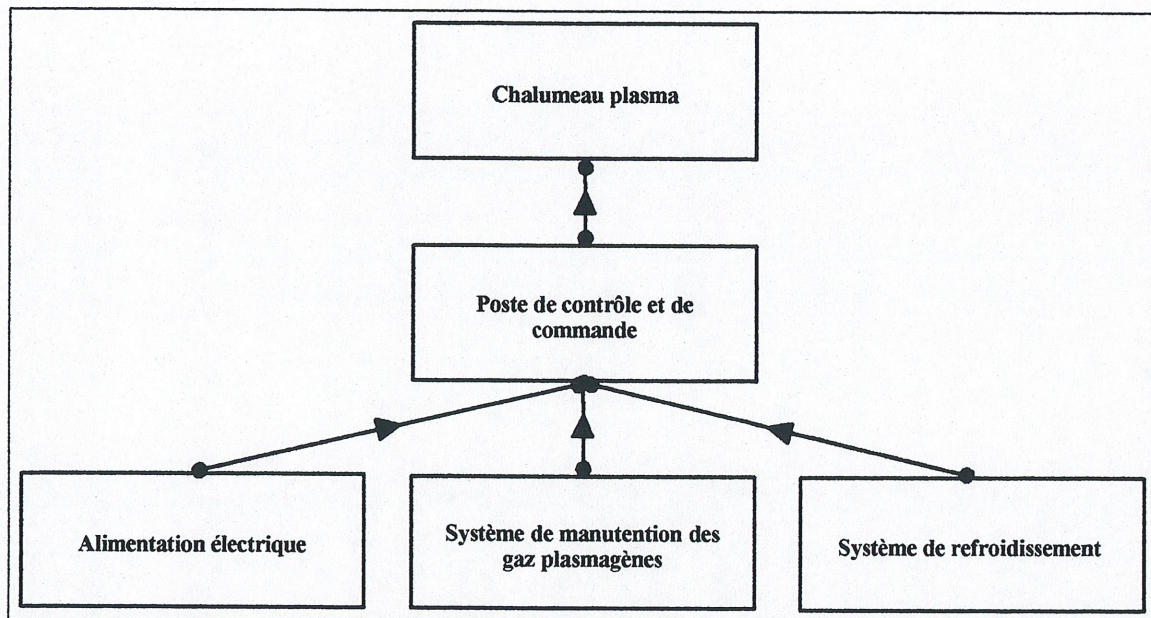 Chalumeau plasma
Poste de contrôle et de
commande
Alimentation électrique
Système de manutention des
gaz plasmagènes
Système de refroidissement